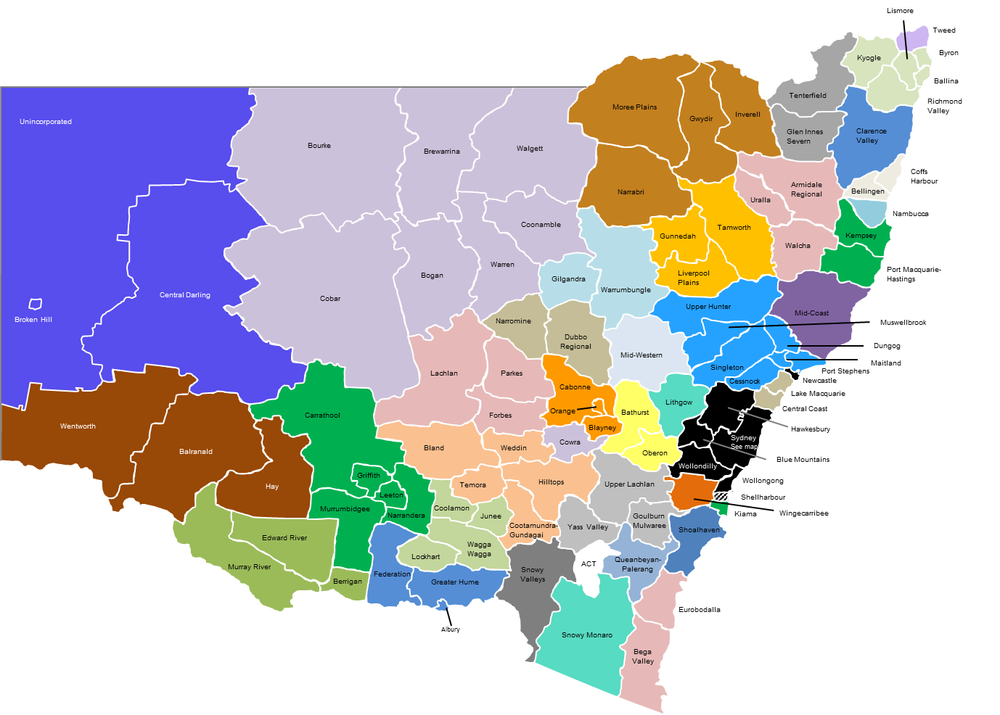 Lismore
Tweed
Byron
Kyogle
Ballina
Richmond
Valley
Tenterfield
Moree Plains
Gwydir
Inverell
Unincorporated
Glen Innes
Severn
Clarence
Valley
Bourke
Brewarrina
Walgett
Coffs
Harbour
Armidale
Regional
Bellingen
Narrabri
Uralla
Nambucca
Coonamble
Tamworth
Gunnedah
Kempsey
Walcha
Warren
Bogan
Gilgandra
Liverpool
Plains
Port Macquarie-
Hastings
Warrumbungle
Central Darling
Cobar
Upper Hunter
Mid-Coast
Broken Hill
Narromine
Muswellbrook
Dubbo
Regional
Dungog
Mid-Western
Maitland
Singleton
Port Stephens
Lachlan
Parkes
Newcastle
Cessnock
Cabonne
Lake Macquarie
Lithgow
Central Coast
Orange
Bathurst
Carrathool
Forbes
Wentworth
Blayney
Hawkesbury
Sydney
See map
Cowra
Bland
Weddin
Balranald
Oberon
Blue Mountains
Wollondilly
Griffith
Hay
Temora
Hilltops
Upper Lachlan
Wollongong
Leeton
Shellharbour
Murrumbidgee
Coolamon
Narrandera
Junee
Kiama
Wingecarribee
Goulburn
Mulwaree
Cootamundra-
Gundagai
Yass Valley
Shoalhaven
Edward River
Wagga
Wagga
Lockhart
ACT
Queanbeyan-
Palerang
Murray River
Snowy
Valleys
Federation
Berrigan
Greater Hume
Eurobodalla
Albury
Snowy Monaro
Bega
Valley